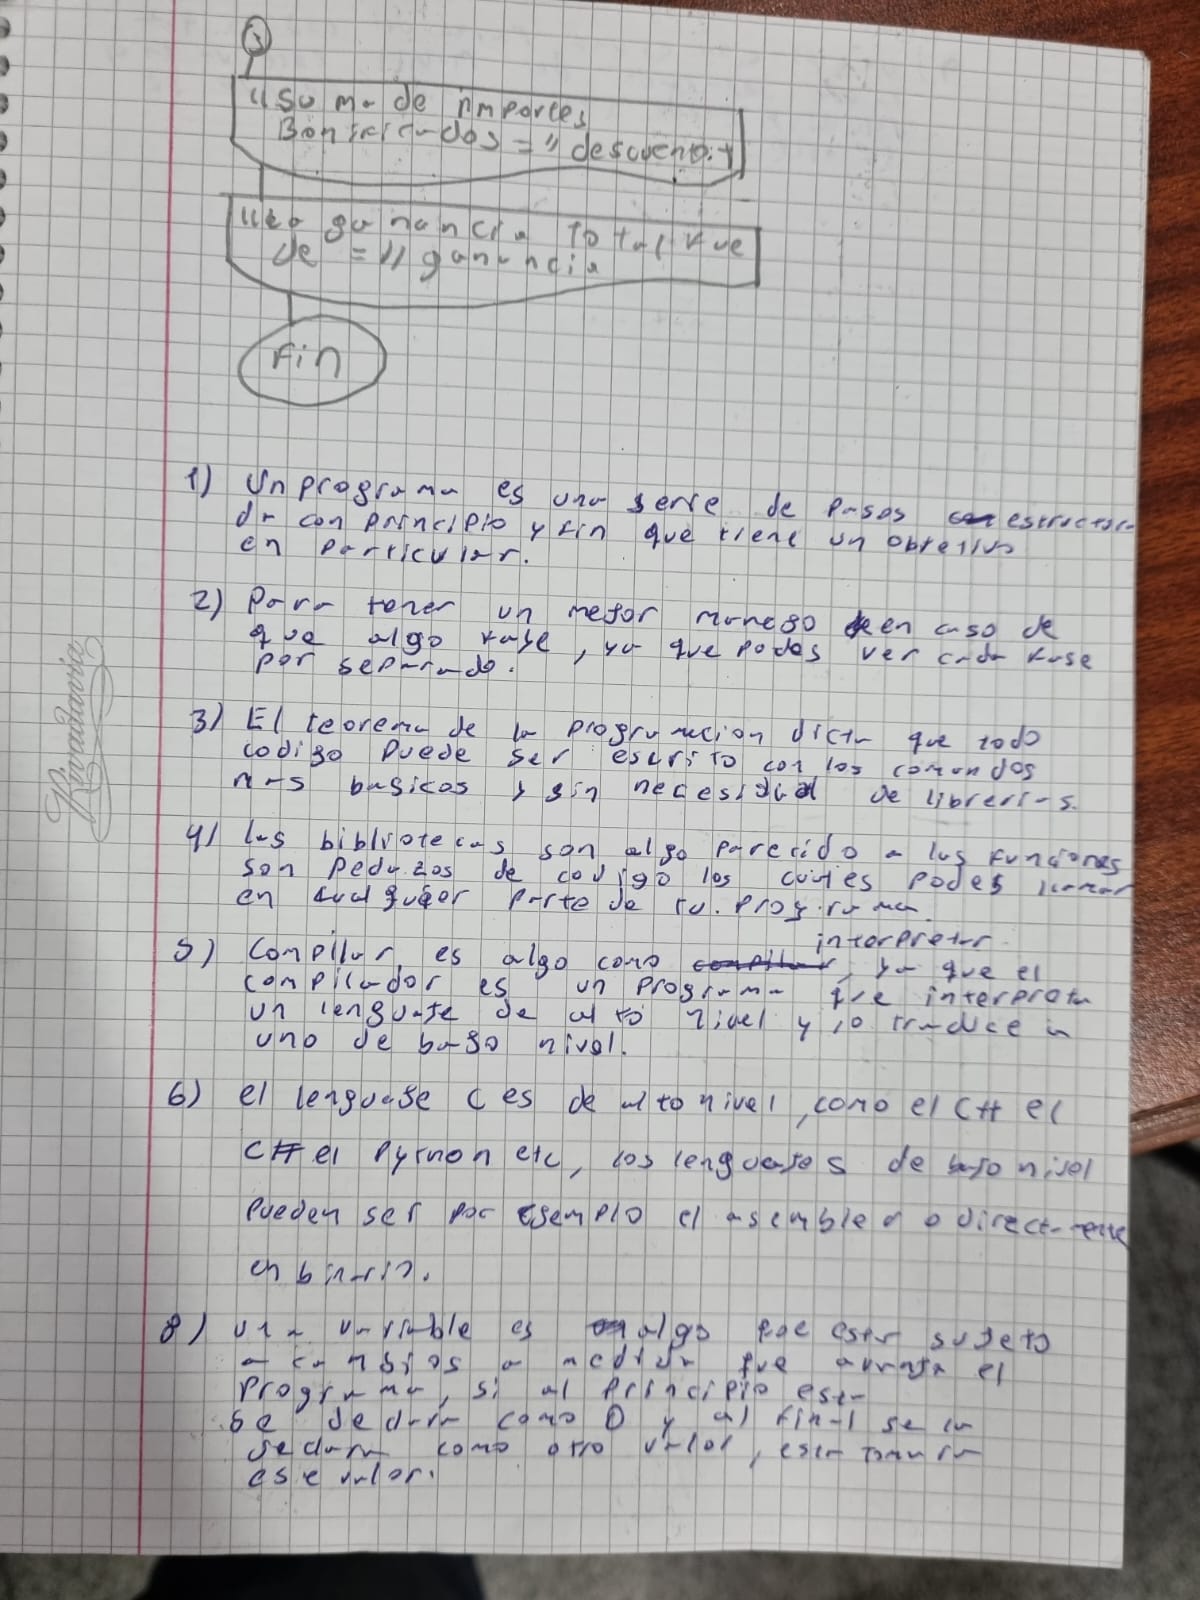 "Suma de importes
Bonificados = " descuento.t
"La ganancia total fue
de = " ganancia
Fin
1) Un programa es una serie de pasos estructura
da con principio y fin que tiene un objetivo
en particular.
2) Para tener un mejor manego en caso de
que algo falle, ya que podes ver cada fase
por separado.
3) El teorema de la programacion dicta que todo
codigo puede ser escrito con los comandos
mas basicos y sin necesidad de librerias.
4) las bibliotecas son algo parecido a las funciones
son pedazos de codigo los cuales podes llamar
en cualquier parte de tu programa.
interpretar
5) Compilar, es algo como compilar, ya que el
compilador es un programa que interpreta
un lenguaje de alto nivel y lo traduce a
uno de bago nivel.
6) el lenguaje C es de alto nivel, como el C++ el
C# el Python etc, los lenguajes de bajo nivel
pueden ser por ejemplo el asembler o directamente
en binario.
8) una variable es algo que esta sujeto
a cambios a medida que avanza el
programa, si al principio esta
se declara como 0 y al final se la
declara como otro valor, esta tomara
ese valor.
Rivadavia